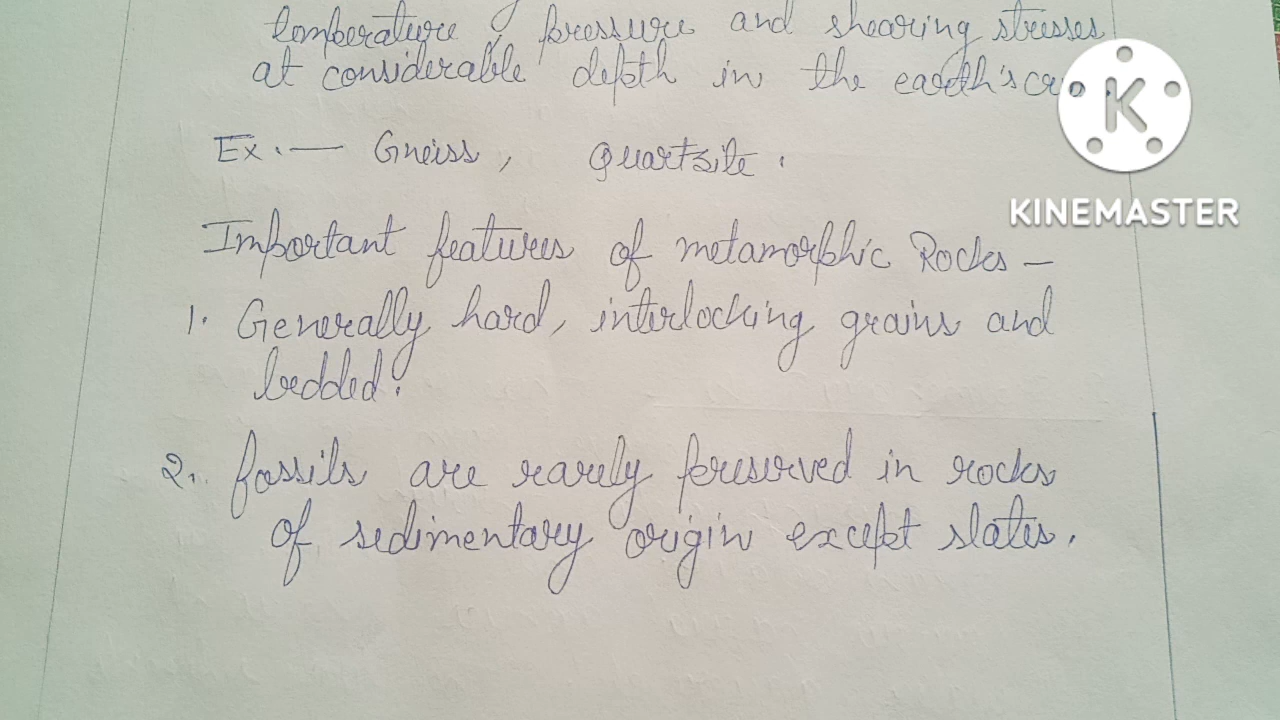 temperature, pressure and shearing stresses
at considerable depth in the earth's
Ex. — Gneiss, Quartzite.
KINEMASTER
Important features of metamorphic Rocks —
1. Generally hard, interlocking grains and
bedded.
2. fossils are rarely preserved in rocks
of sedimentary origin except slates.